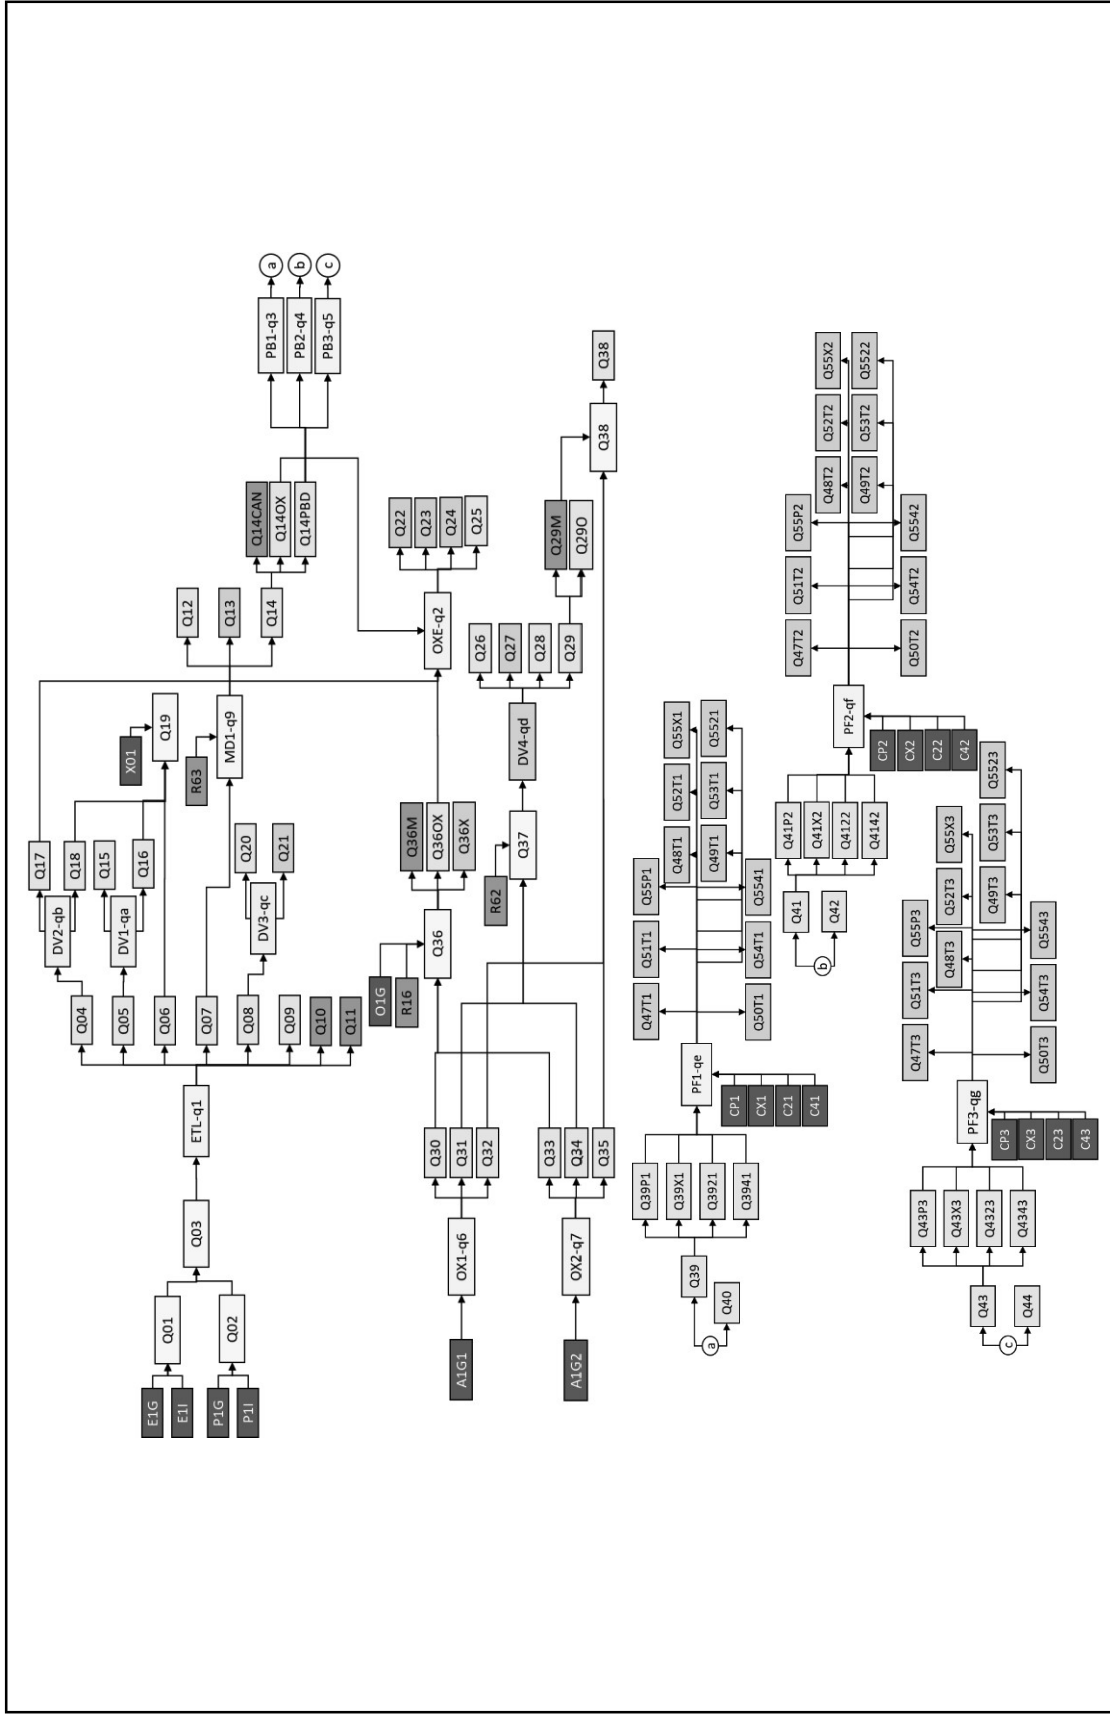 E1G
E1I
P1G
P1I
Q01
Q02
Q03
ETL-q1
Q04
Q05
Q06
Q07
Q08
Q09
Q10
Q11
DV2-qb
DV1-qa
DV3-qc
Q17
Q18
Q15
Q16
Q20
Q21
X01
Q19
R63
MD1-q9
Q12
Q13
Q14
Q14CAN
Q14OX
Q14PBD
PB1-q3
PB2-q4
PB3-q5
a
b
c
A1G1
A1G2
OX1-q6
OX2-q7
Q30
Q31
Q32
Q33
Q34
Q35
O1G
R16
Q36
Q36M
Q36OX
Q36X
R62
Q37
DV4-qd
OXE-q2
Q22
Q23
Q24
Q25
Q26
Q27
Q28
Q29
Q29M
Q29O
Q38
Q38
a
Q39
Q40
Q39P1
Q39X1
Q3921
Q3941
PF1-qe
CP1
CX1
C21
C41
Q47T1
Q51T1
Q55P1
Q48T1
Q52T1
Q55X1
Q49T1
Q53T1
Q5521
Q50T1
Q54T1
Q5541
b
Q41
Q42
Q41P2
Q41X2
Q4122
Q4142
PF2-qf
CP2
CX2
C22
C42
Q47T2
Q51T2
Q55P2
Q48T2
Q52T2
Q55X2
Q49T2
Q53T2
Q5522
Q50T2
Q54T2
Q5542
c
Q43
Q44
Q43P3
Q43X3
Q4323
Q4343
PF3-qg
CP3
CX3
C23
C43
Q47T3
Q51T3
Q55P3
Q48T3
Q52T3
Q55X3
Q49T3
Q53T3
Q5523
Q50T3
Q54T3
Q5543